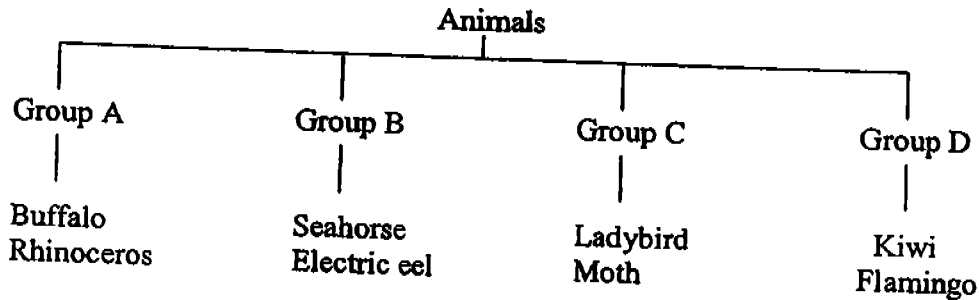 Animals
Group A
Group B
Group C
Group D
Buffalo
Rhinoceros
Seahorse
Electric eel
Ladybird
Moth
Kiwi
Flamingo